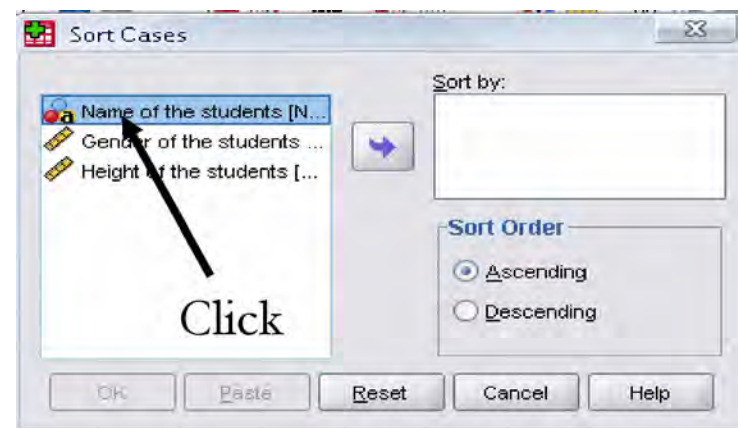 Sort Cases
Sort by:
Name of the students [N...
Gender of the students ...
Height of the students [...
Sort Order
Ascending
Descending
Click
OK Paste Reset Cancel Help